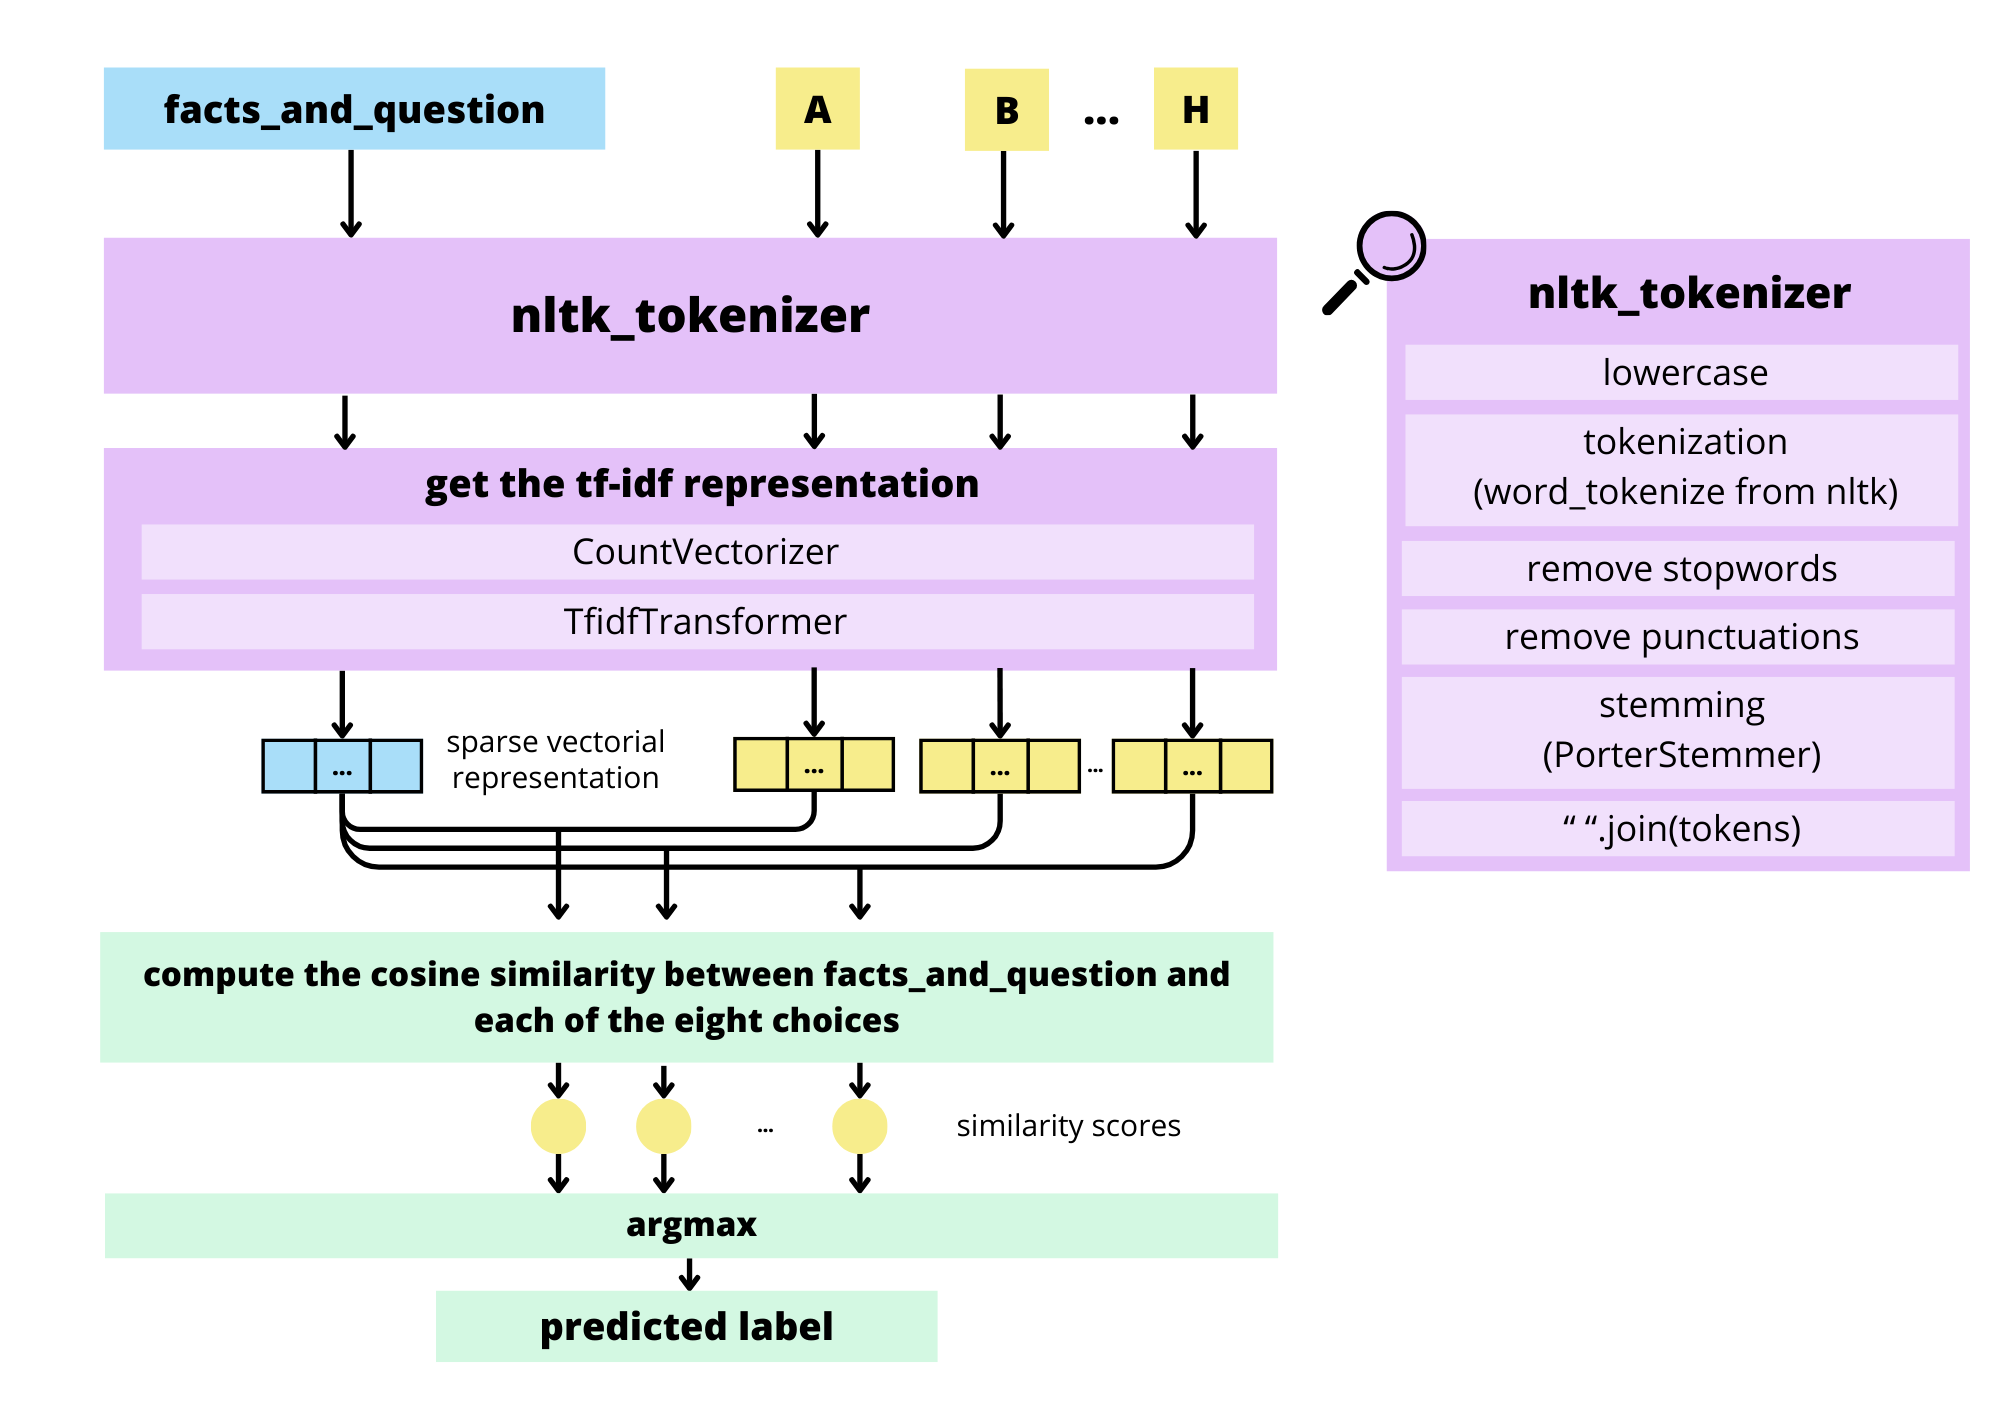 facts_and_question
A
B
...
H
nltk_tokenizer
get the tf-idf representation
CountVectorizer
TfidfTransformer
...
sparse vectorial
representation
...
...
...
...
compute the cosine similarity between facts_and_question and
each of the eight choices
...
similarity scores
argmax
predicted label
nltk_tokenizer
lowercase
tokenization
(word_tokenize from nltk)
remove stopwords
remove punctuations
stemming
(PorterStemmer)
“ “.join(tokens)